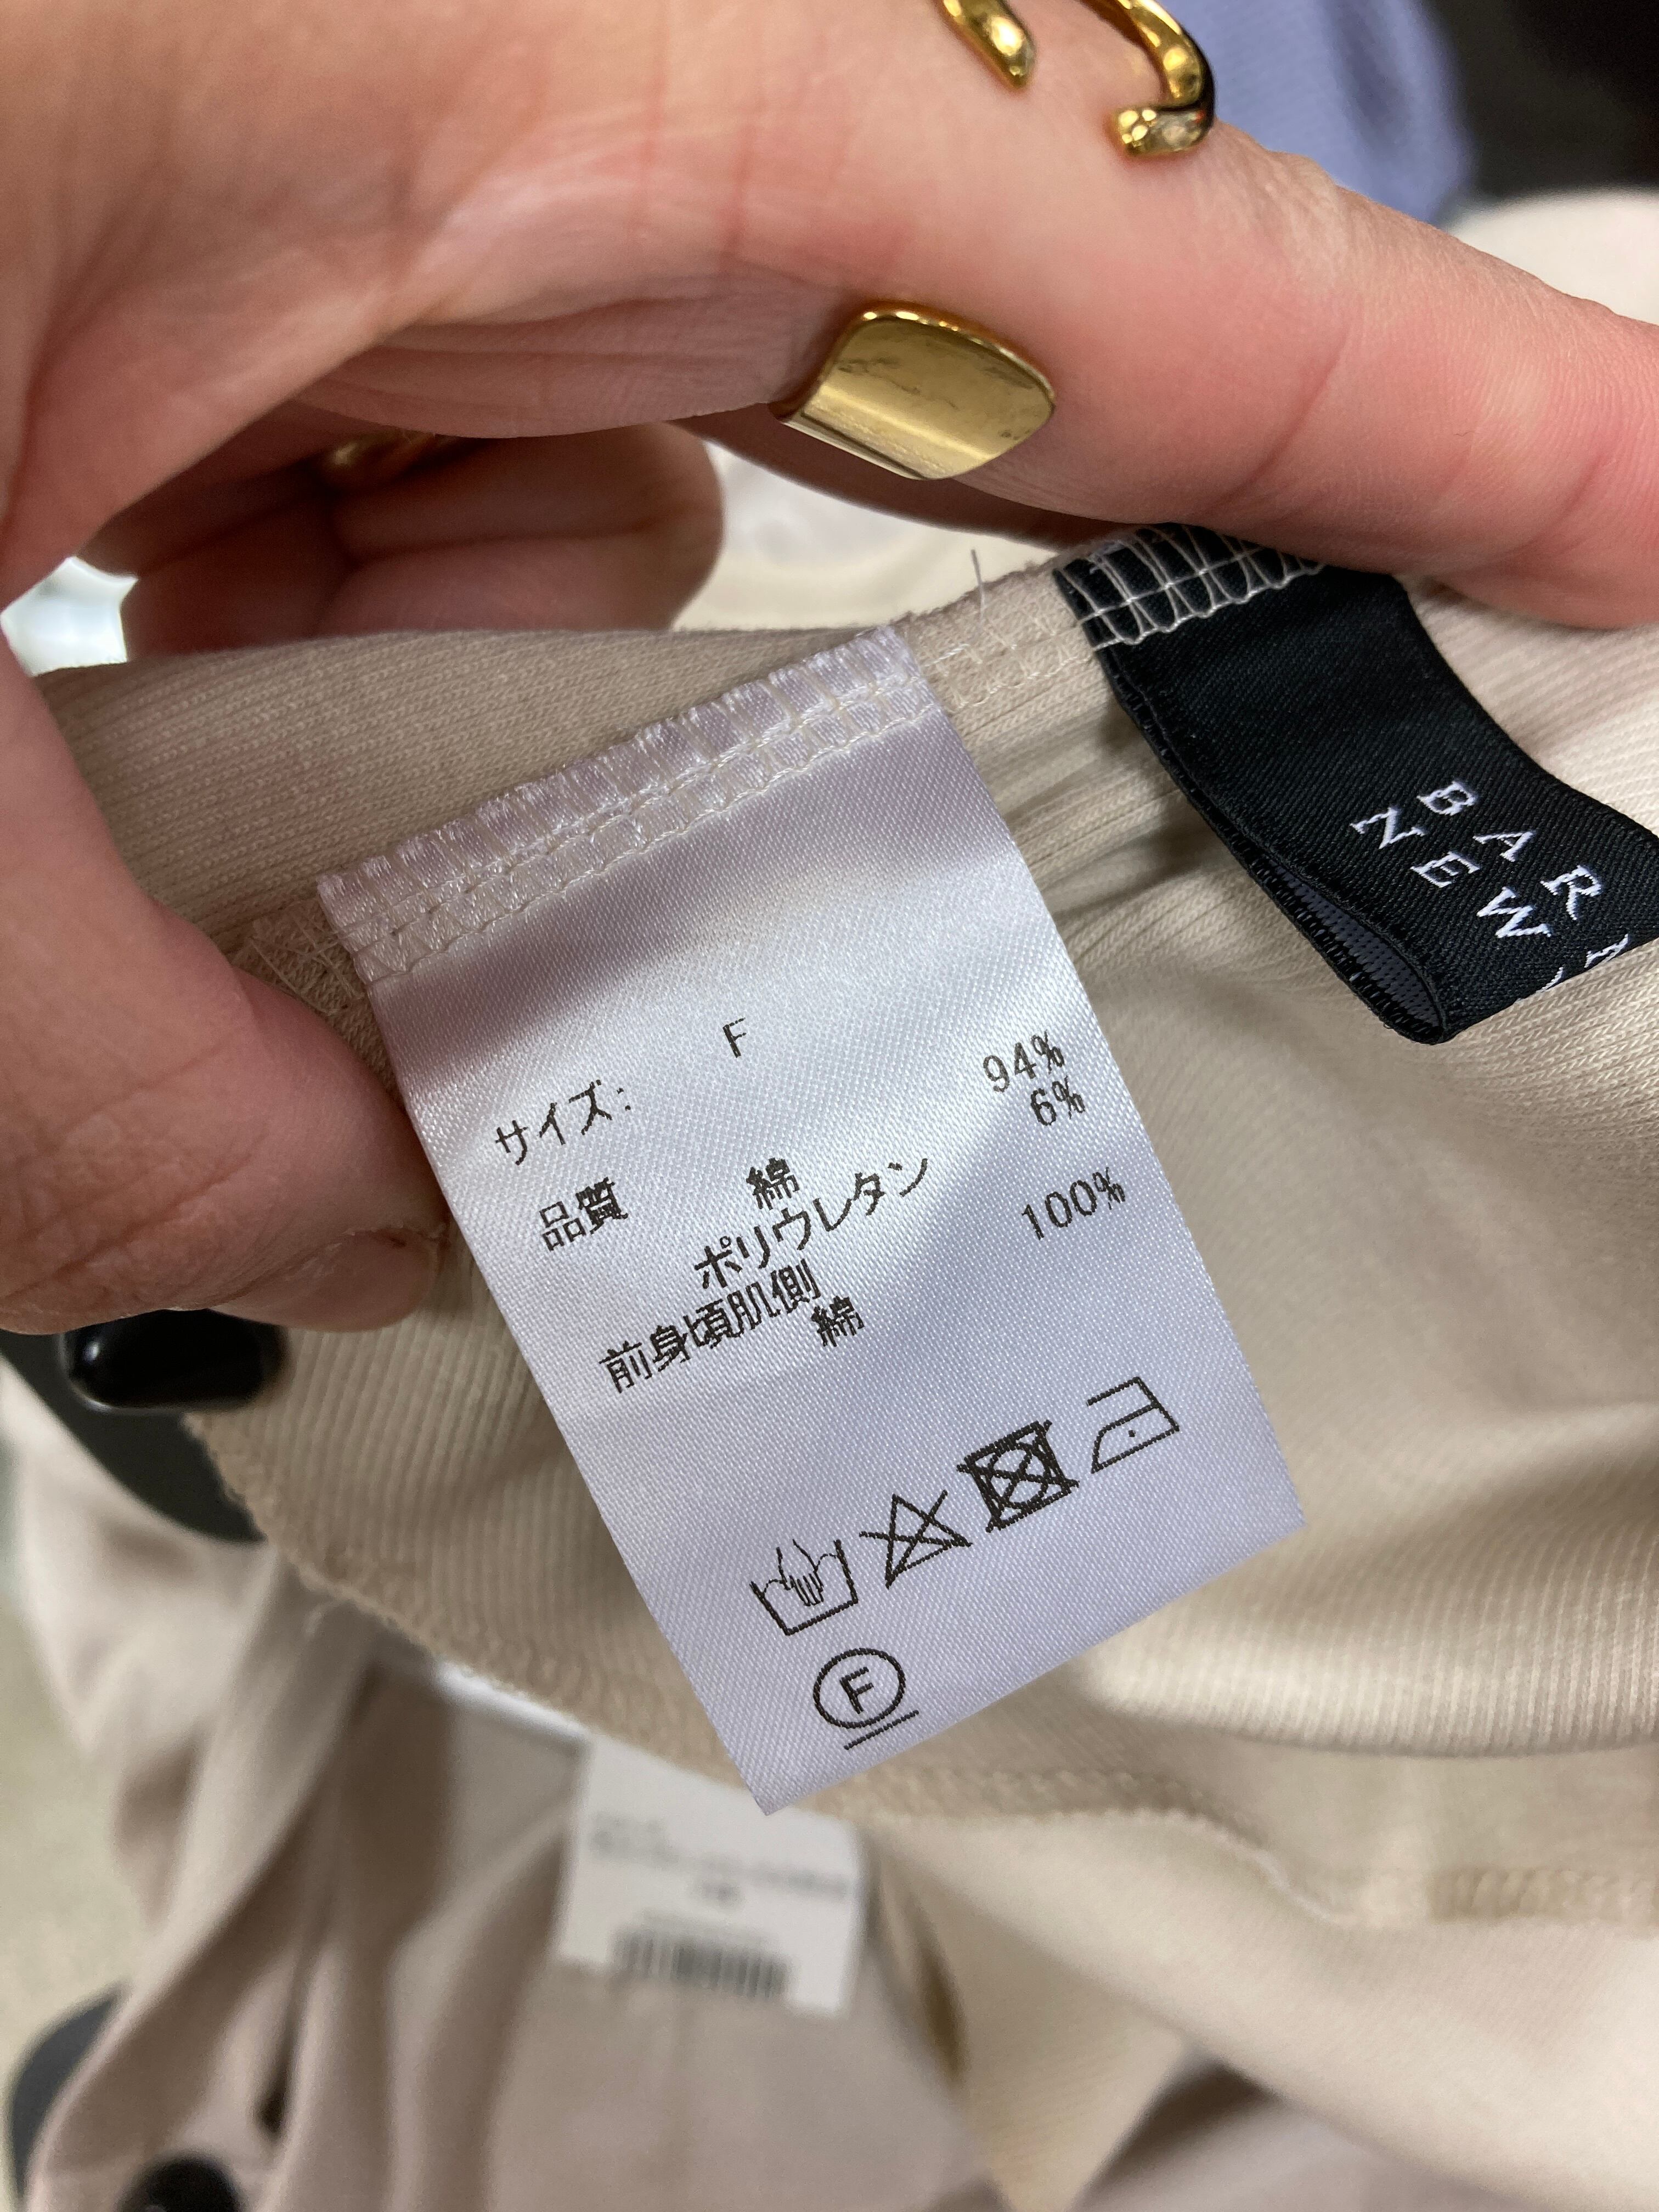 サイズ: F
品質 綿 94%
ポリウレタン 6%
前身頃肌側
綿 100%
F
BAR
NEW